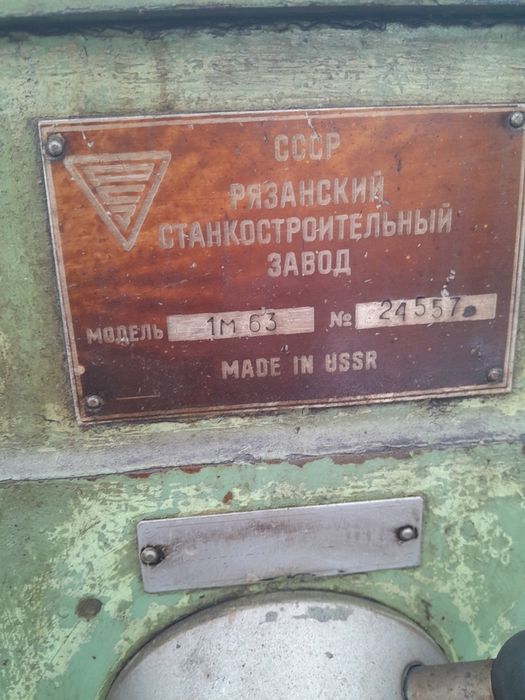 СССР
РЯЗАНСКИЙ
СТАНКОСТРОИТЕЛЬНЫЙ
ЗАВОД
МОДЕЛЬ 1м63 № 24557
MADE IN USSR